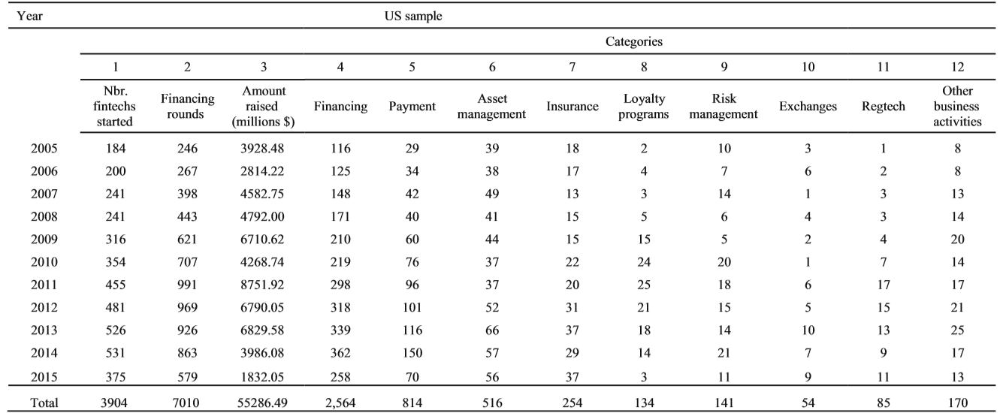 Year US sample
Categories
1 2 3 4 5 6 7 8 9 10 11 12
Nbr. fintechs started Financing rounds Amount raised (millions $) Financing Payment Asset management Insurance Loyalty programs Risk management Exchanges Regtech Other business activities
2005 184 246 3928.48 116 29 39 18 2 10 3 1 8
2006 200 267 2814.22 125 34 38 17 4 7 6 2 8
2007 241 398 4582.75 148 42 49 13 3 14 1 3 13
2008 241 443 4792.00 171 40 41 15 5 6 4 3 14
2009 316 621 6710.62 210 60 44 15 15 5 2 4 20
2010 354 707 4268.74 219 76 37 22 24 20 1 7 14
2011 455 991 8751.92 298 96 37 20 25 18 6 17 17
2012 481 969 6790.05 318 101 52 31 21 15 5 15 21
2013 526 926 6829.58 339 116 66 37 18 14 10 13 25
2014 531 863 3986.08 362 150 57 29 14 21 7 9 17
2015 375 579 1832.05 258 70 56 37 3 11 9 11 13
Total 3904 7010 55286.49 2,564 814 516 254 134 141 54 85 170